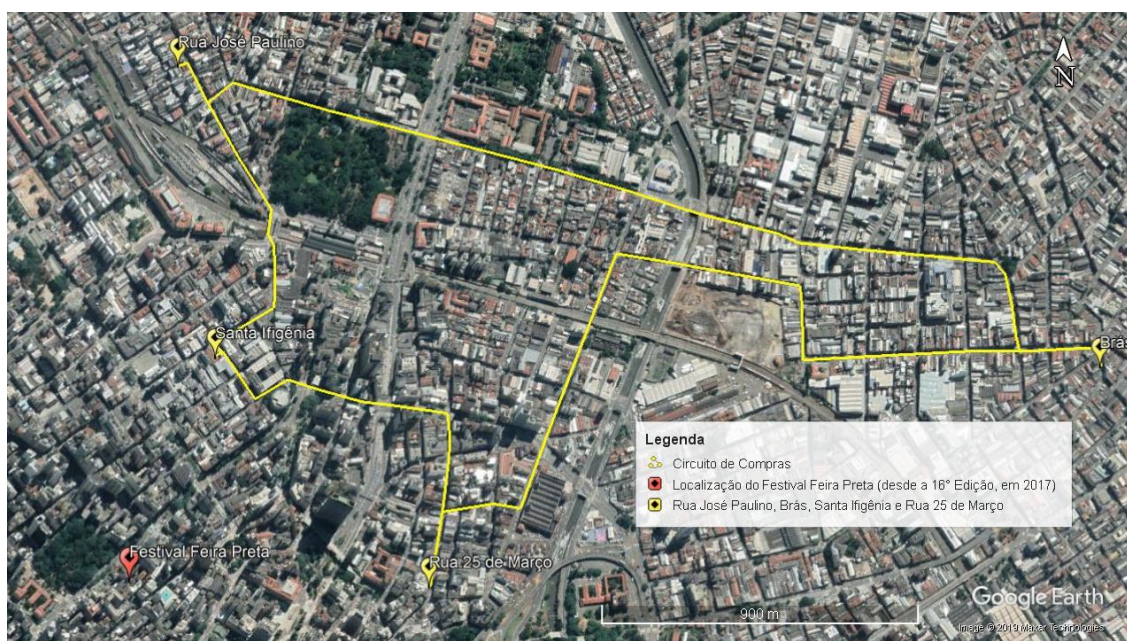 Rua José Paulino
N
Santa Ifigênia
Brás
Legenda
Circuito de Compras
Localização do Festival Feira Preta (desde a 16° Edição, em 2017)
Rua José Paulino, Brás, Santa Ifigênia e Rua 25 de Março
Festival Feira Preta
Rua 25 de Março
900 m
Google Earth
Image © 2019 Maxar Technologies